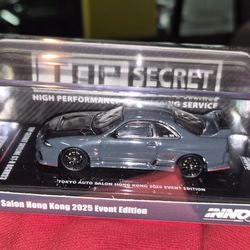 TOP SECRET
HIGH PERFORMANCE
SERVICE
TOKYO AUTO SALON HONG KONG 2025 EVENT EDITION
Salon Hong Kong 2025 Event Edition
INNO